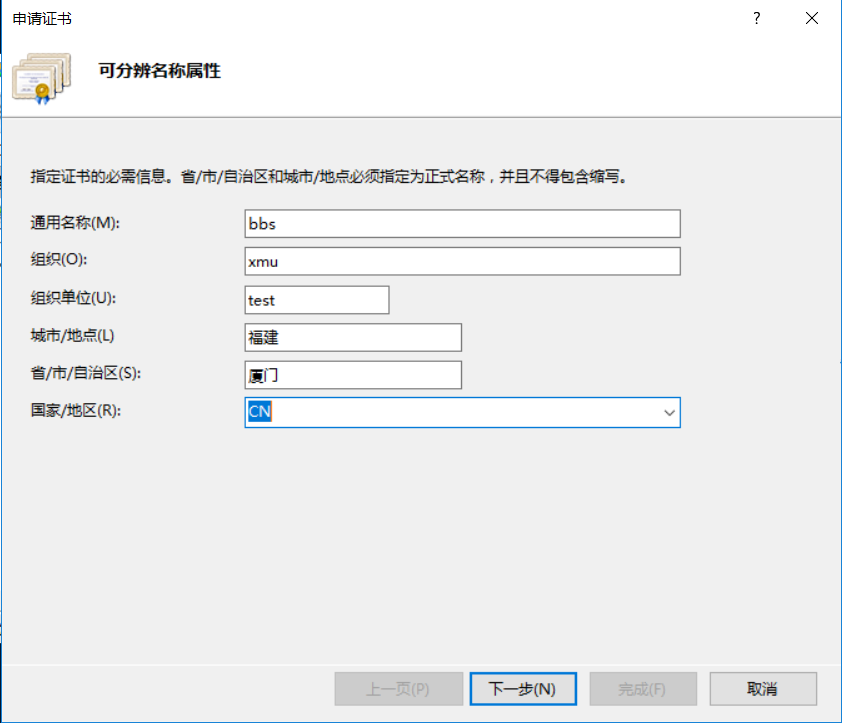 申请证书
可分辨名称属性
指定证书的必需信息。省/市/自治区和城市/地点必须指定为正式名称，并且不得包含缩写。
通用名称(M): bbs
组织(O): xmu
组织单位(U): test
城市/地点(L) 福建
省/市/自治区(S): 厦门
国家/地区(R): CN
上一页(P) 下一步(N) 完成(F) 取消